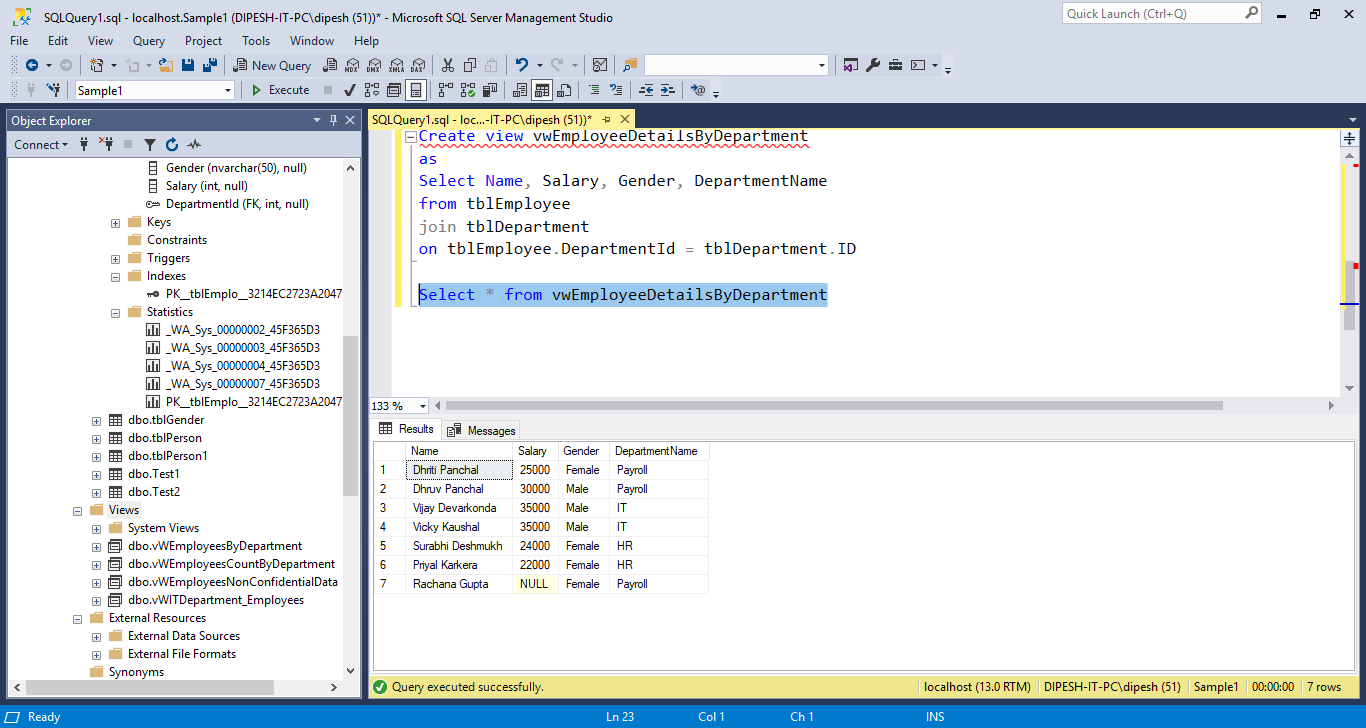 SQLQuery1.sql - localhost.Sample1 (DIPESH-IT-PC\dipesh (51))* - Microsoft SQL Server Management Studio
Quick Launch (Ctrl+Q)
File Edit View Query Project Tools Window Help
New Query MDX DMX XMLA DAX
Sample1 Execute
Object Explorer
Connect
Gender (nvarchar(50), null)
Salary (int, null)
DepartmentId (FK, int, null)
Keys
Constraints
Triggers
Indexes
PK__tblEmplo__3214EC2723A2047
Statistics
_WA_Sys_00000002_45F365D3
_WA_Sys_00000003_45F365D3
_WA_Sys_00000004_45F365D3
_WA_Sys_00000007_45F365D3
PK__tblEmplo__3214EC2723A2047
dbo.tblGender
dbo.tblPerson
dbo.tblPerson1
dbo.Test1
dbo.Test2
Views
System Views
dbo.vWEmployeesByDepartment
dbo.vWEmployeesCountByDepartment
dbo.vWEmployeesNonConfidentialData
dbo.vWITDepartment_Employees
External Resources
External Data Sources
External File Formats
Synonyms
SQLQuery1.sql - loc...-IT-PC\dipesh (51))*
Create view vwEmployeeDetailsByDepartment
as
Select Name, Salary, Gender, DepartmentName
from tblEmployee
join tblDepartment
on tblEmployee.DepartmentId = tblDepartment.ID
Select * from vwEmployeeDetailsByDepartment
133 %
Results Messages
Name Salary Gender DepartmentName
1 Dhriti Panchal 25000 Female Payroll
2 Dhruv Panchal 30000 Male Payroll
3 Vijay Devarkonda 35000 Male IT
4 Vicky Kaushal 35000 Male IT
5 Surabhi Deshmukh 24000 Female HR
6 Priyal Karkera 22000 Female HR
7 Rachana Gupta NULL Female Payroll
Query executed successfully. localhost (13.0 RTM) DIPESH-IT-PC\dipesh (51) Sample1 00:00:00 7 rows
Ready Ln 23 Col 1 Ch 1 INS